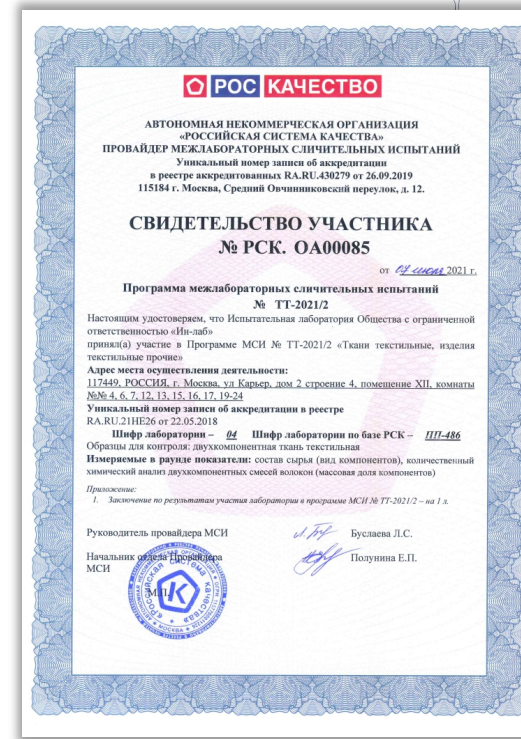 РОС КАЧЕСТВО
АВТОНОМНАЯ НЕКОММЕРЧЕСКАЯ ОРГАНИЗАЦИЯ
«РОССИЙСКАЯ СИСТЕМА КАЧЕСТВА»
ПРОВАЙДЕР МЕЖЛАБОРАТОРНЫХ СЛИЧИТЕЛЬНЫХ ИСПЫТАНИЙ
Уникальный номер записи об аккредитации
в реестре аккредитованных RA.RU.430279 от 26.09.2019
115184 г. Москва, Средний Овчинниковский переулок, д. 12.
СВИДЕТЕЛЬСТВО УЧАСТНИКА
№ РСК. ОА00085
от 07 июля 2021 г.
Программа межлабораторных сличительных испытаний
№ ТТ-2021/2
Настоящим удостоверяем, что Испытательная лаборатория Общества с ограниченной
ответственностью «Ин-лаб»
принял(а) участие в Программе МСИ № ТТ-2021/2 «Ткани текстильные, изделия
текстильные прочие»
Адрес места осуществления деятельности:
117449, РОССИЯ, г. Москва, ул Карьер, дом 2 строение 4, помещение XII, комнаты
№№ 4, 6, 7, 12, 13, 15, 16, 17, 19-24
Уникальный номер записи об аккредитации в реестре
RA.RU.21НЕ26 от 22.05.2018
Шифр лаборатории – 04 Шифр лаборатории по базе РСК – ПП-486
Образцы для контроля: двухкомпонентная ткань текстильная
Измеряемые в раунде показатели: состав сырья (вид компонентов), количественный
химический анализ двухкомпонентных смесей волокон (массовая доля компонентов)
Приложение:
1. Заключение по результатам участия лаборатории в программе МСИ № ТТ-2021/2 – на 1 л.
Руководитель провайдера МСИ Буслаева Л.С.
Начальник отдела Провайдера Полунина Е.П.
МСИ
М.П.
«Российская система качества»
МОСКВА